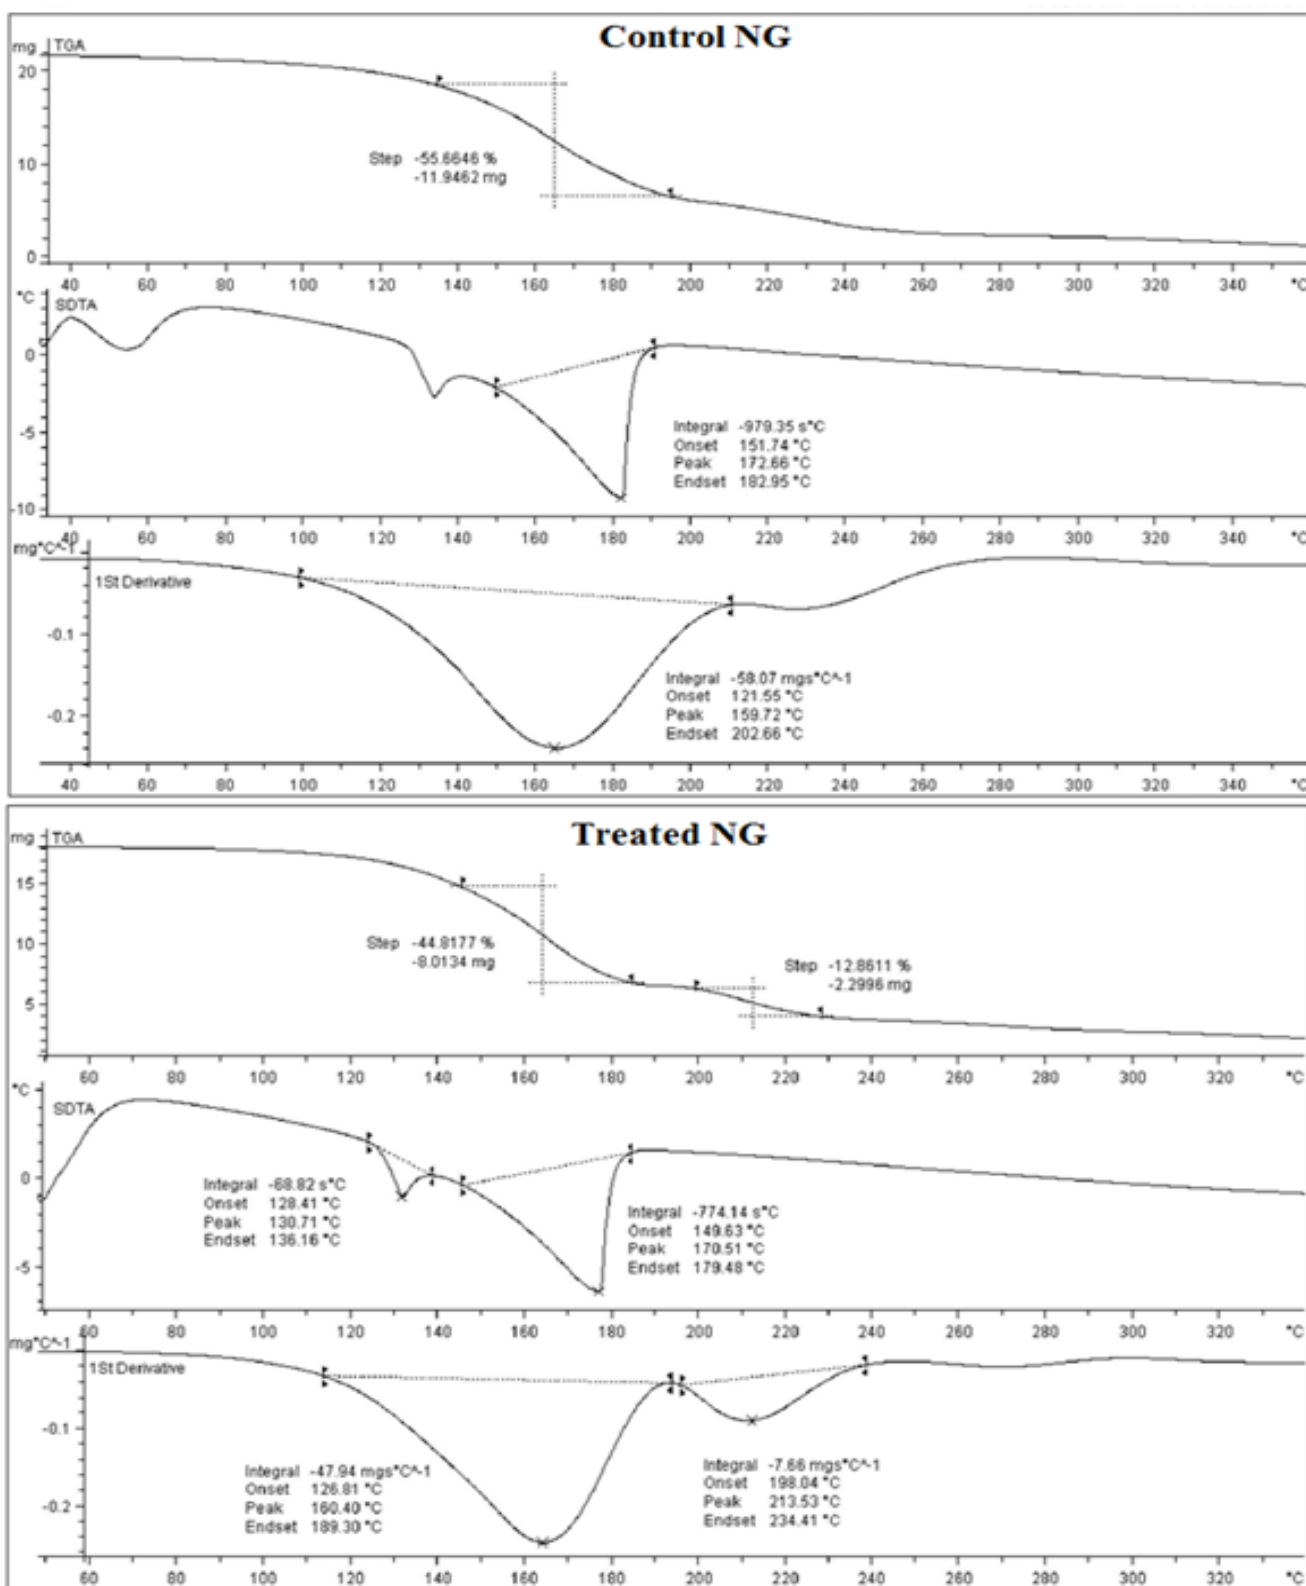 Control NG
mg TGA
20
Step -55.6646 %
10
-11.9462 mg
0
40 60 80 100 120 140 160 180 200 220 240 260 280 300 320 340 °C
°C
SDTA
0
Integral -979.35 s*°C
-5
Onset 151.74 °C
Peak 172.66 °C
Endset 182.95 °C
-10
40 60 80 100 120 140 160 180 200 220 240 260 280 300 320 340 °C
mg*°C^-1
1St Derivative
-0.1
Integral -58.07 mgs*°C^-1
Onset 121.55 °C
-0.2
Peak 159.72 °C
Endset 202.66 °C
40 60 80 100 120 140 160 180 200 220 240 260 280 300 320 340 °C
Treated NG
mg TGA
15
Step -44.8177 %
10
-8.0134 mg
Step -12.8611 %
-2.2996 mg
5
60 80 100 120 140 160 180 200 220 240 260 280 300 320 °C
°C
SDTA
0
Integral -68.82 s*°C
Onset 128.41 °C
Peak 130.71 °C
Endset 136.16 °C
Integral -774.14 s*°C
Onset 149.63 °C
Peak 170.51 °C
Endset 179.48 °C
-5
60 80 100 120 140 160 180 200 220 240 260 280 300 320 °C
mg*°C^-1
1St Derivative
-0.1
Integral -47.94 mgs*°C^-1
Onset 126.81 °C
Peak 160.40 °C
Endset 189.30 °C
Integral -7.66 mgs*°C^-1
Onset 198.04 °C
Peak 213.53 °C
Endset 234.41 °C
-0.2
60 80 100 120 140 160 180 200 220 240 260 280 300 320 °C